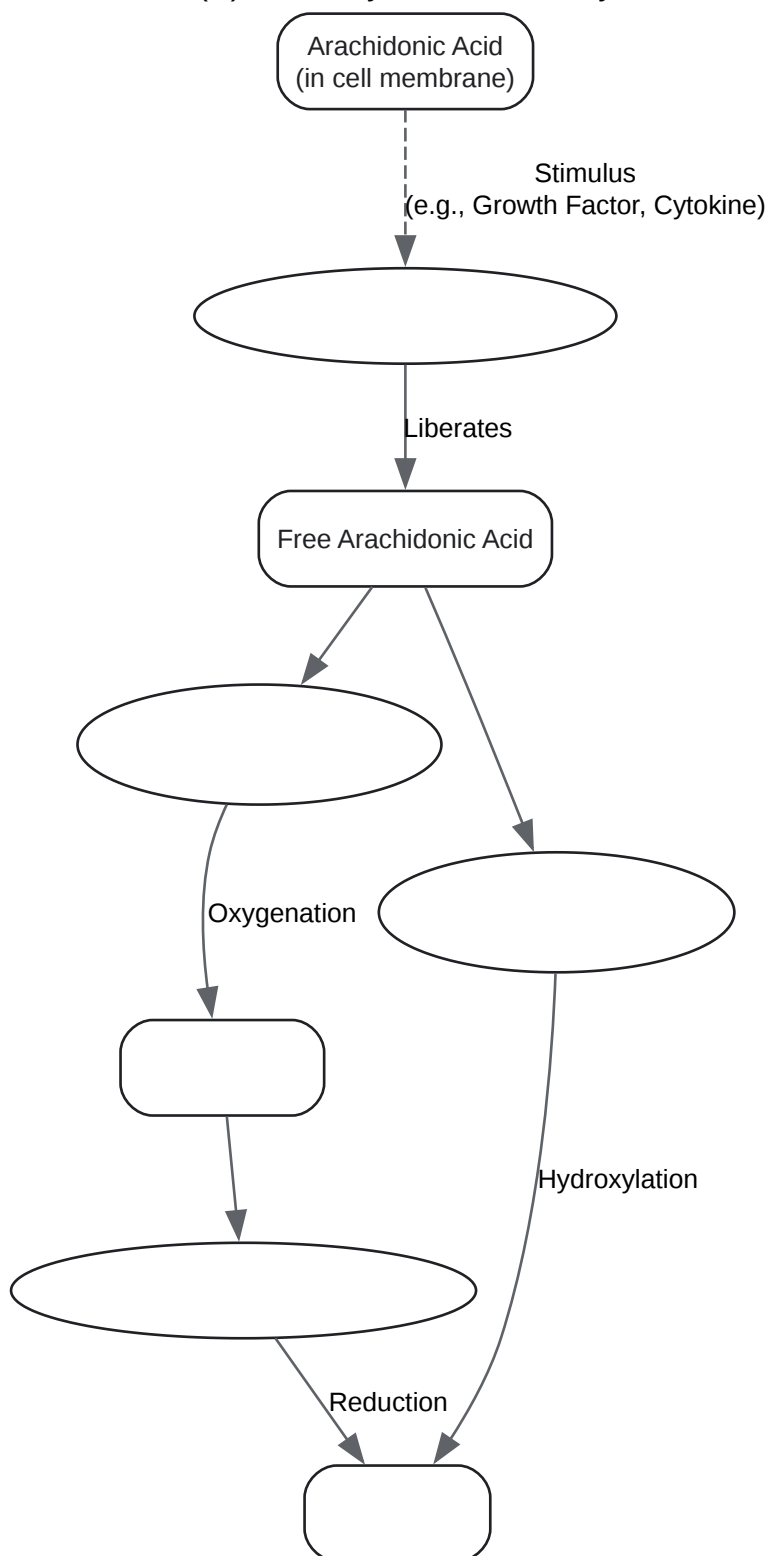 Arachidonic Acid
(in cell membrane)
Stimulus
(e.g., Growth Factor, Cytokine)
Liberates
Free Arachidonic Acid
Oxygenation
Hydroxylation
Reduction